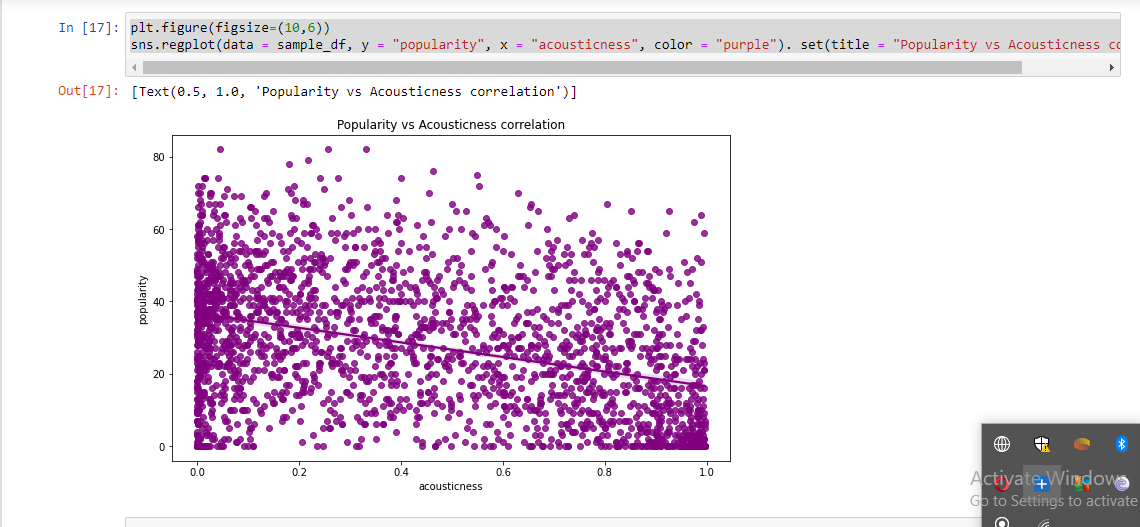 In [17]:
plt.figure(figsize=(10,6))
sns.regplot(data = sample_df, y = "popularity", x = "acousticness", color = "purple"). set(title = "Popularity vs Acousticness
Out[17]: [Text(0.5, 1.0, 'Popularity vs Acousticness correlation')]
Popularity vs Acousticness correlation
80
60
40
20
0
popularity
0.0 0.2 0.4 0.6 0.8 1.0
acousticness
Activate Windows
Go to Settings to activate